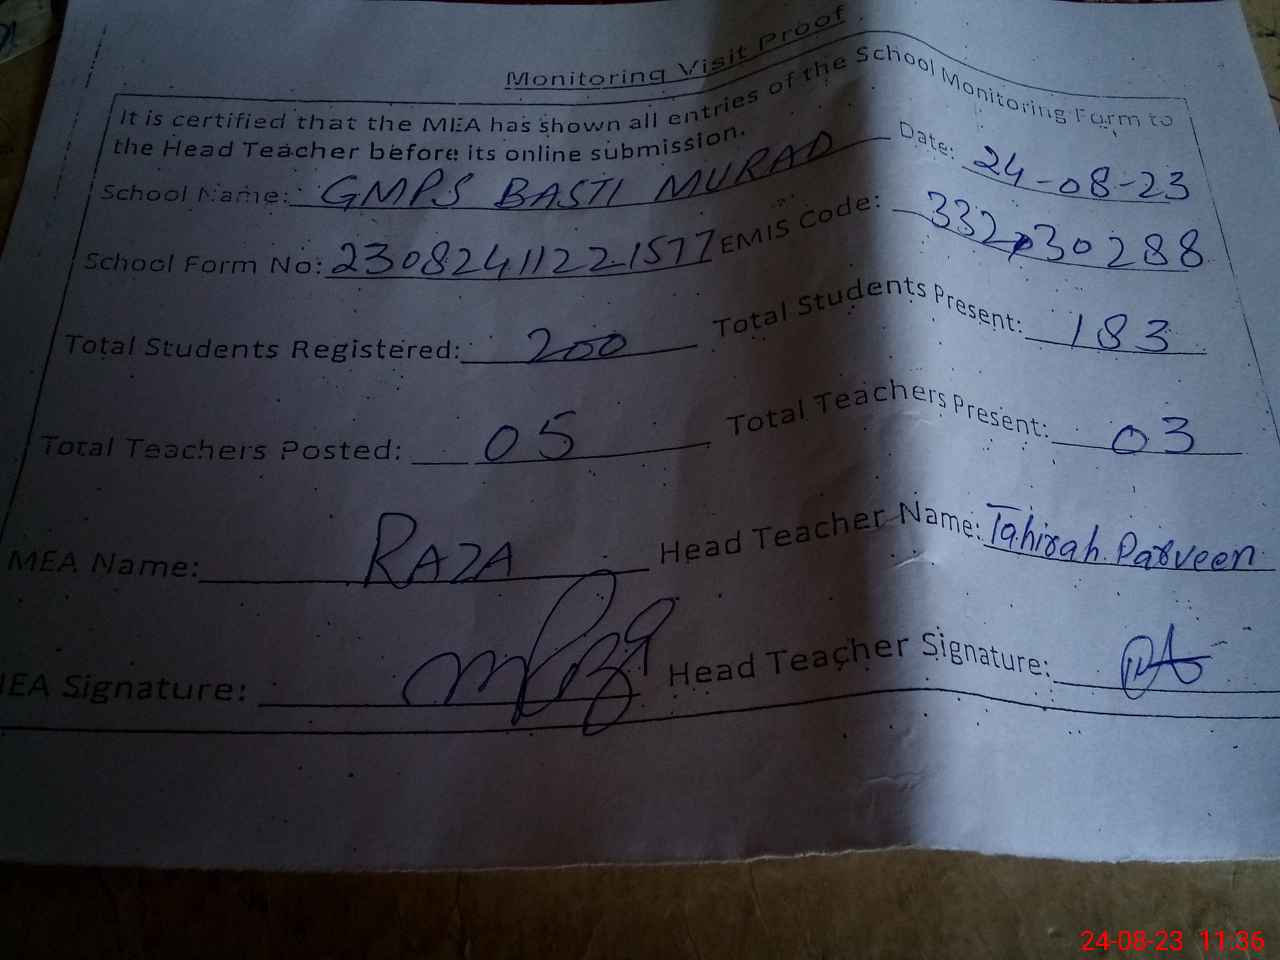 Monitoring Visit Proof
It is certified that the MEA has shown all entries of the School Monitoring Form to
the Head Teacher before its online submission.
School Name: GMPS BASTI MURAD Date: 24-08-23
School Form No: 23082411221577 EMIS Code: 33230288
Total Students Registered: 200 Total Students Present: 183
Total Teachers Posted: 05 Total Teachers Present: 03
MEA Name: RAZA Head Teacher Name: Tahirah Parveen
IEA Signature: Head Teacher Signature:
24-08-23 11:36